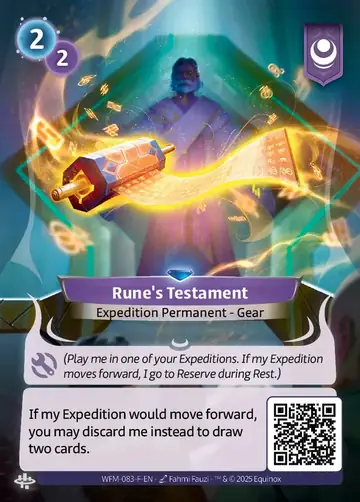 2
2
Rune's Testament
Expedition Permanent - Gear
(Play me in one of your Expeditions. If my Expedition
moves forward, I go to Reserve during Rest.)
If my Expedition would move forward,
you may discard me instead to draw
two cards.
WFM-083-F-EN - Fahmi Fauzi - ™ & © 2025 Equinox